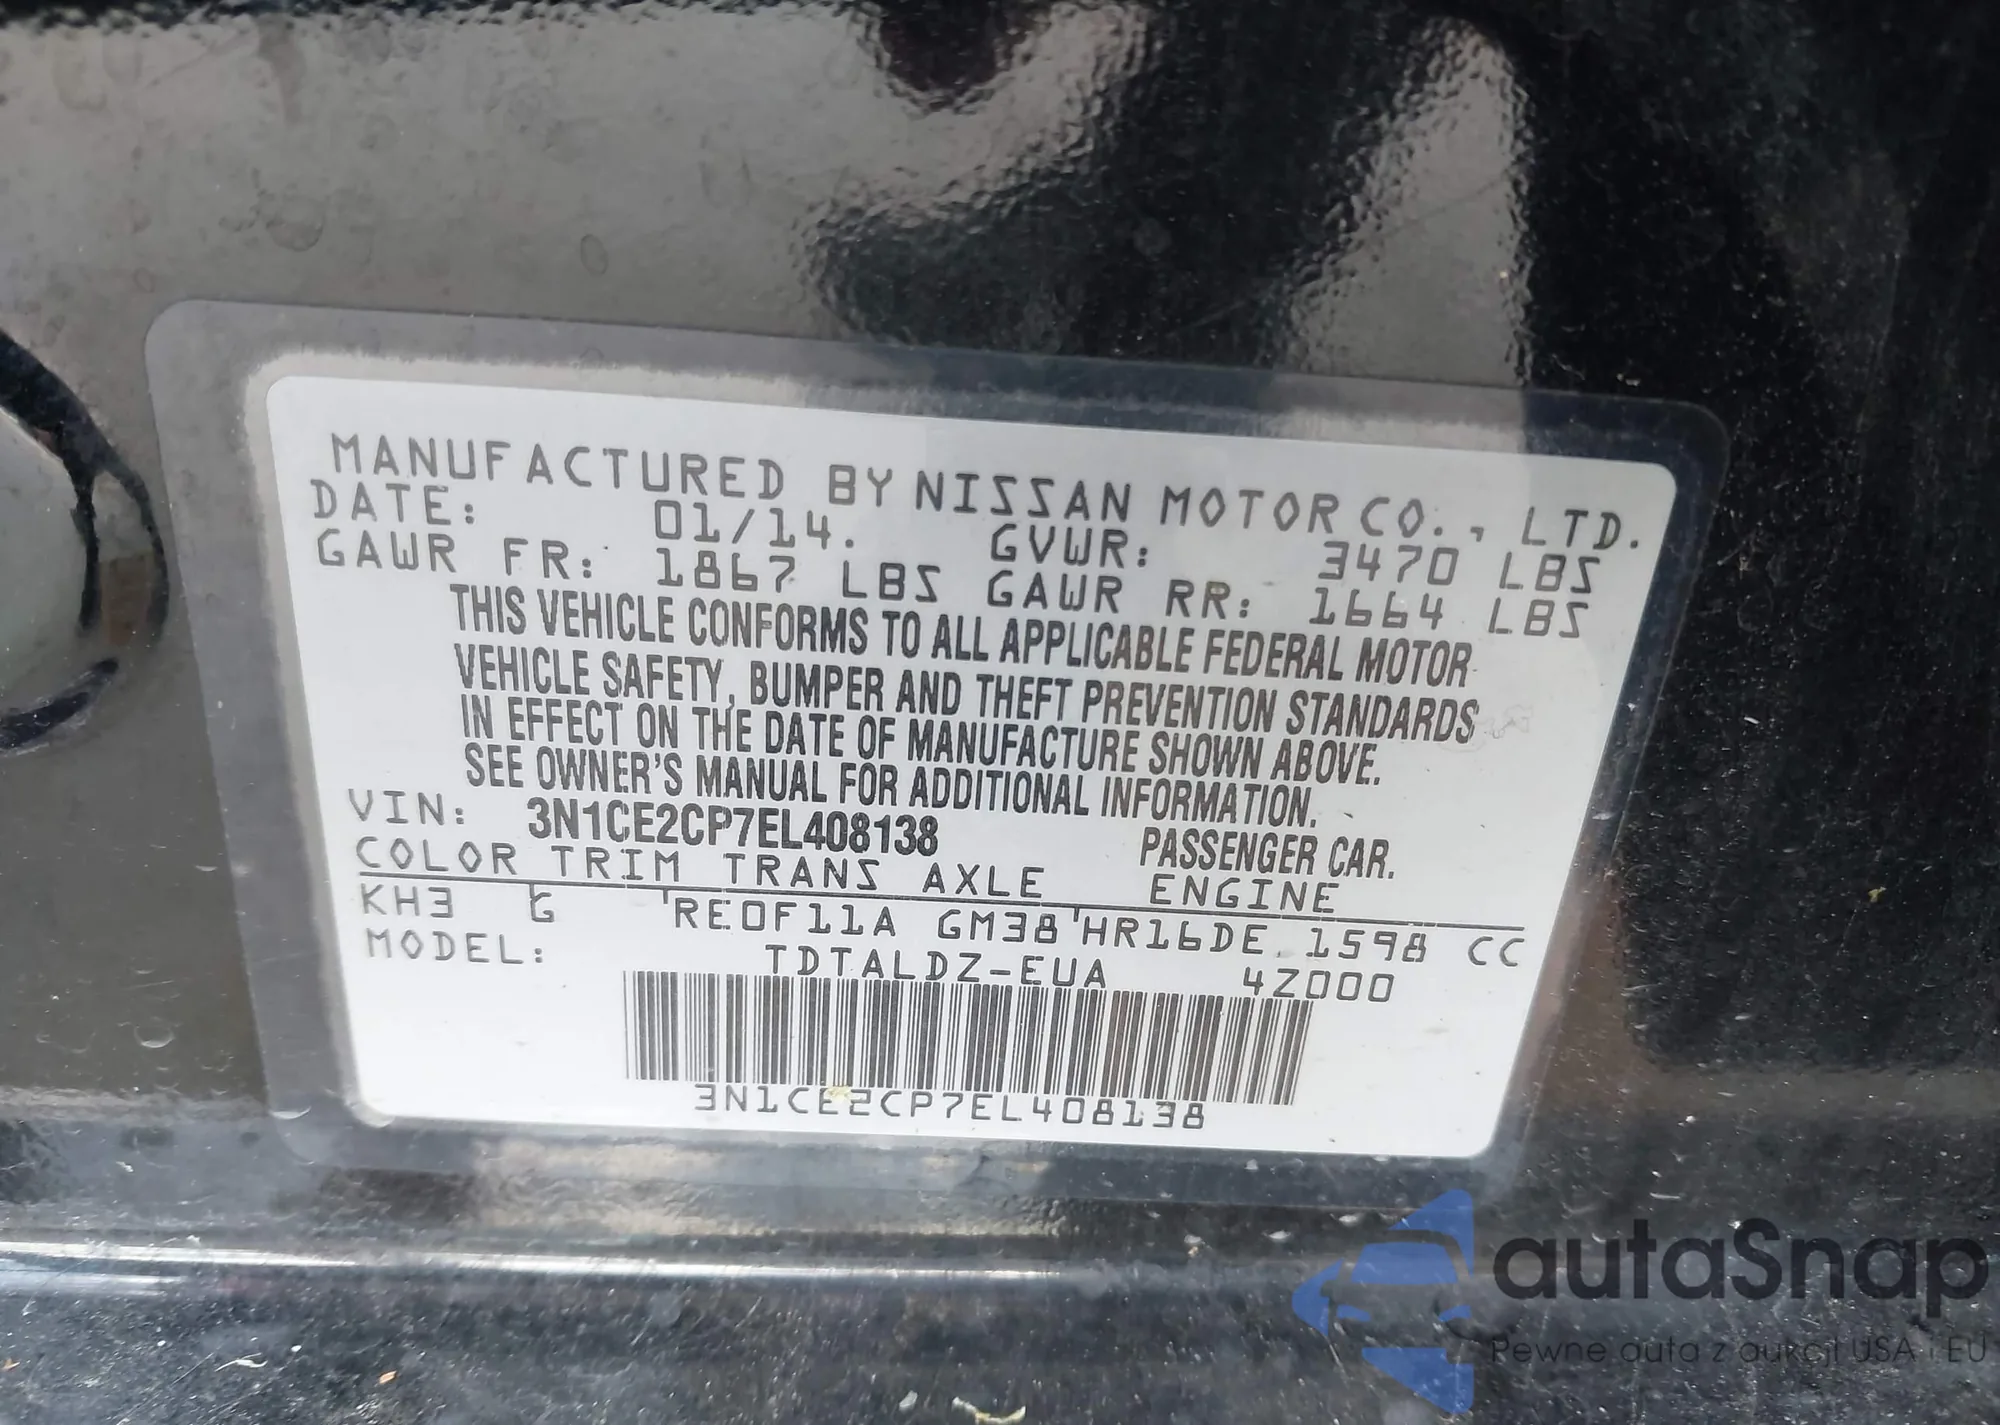 MANUFACTURED BY NISSAN MOTOR CO., LTD.
DATE: 01/14. GVWR: 3470 LBS
GAWR FR: 1867 LBS GAWR RR: 1664 LBS
THIS VEHICLE CONFORMS TO ALL APPLICABLE FEDERAL MOTOR
VEHICLE SAFETY, BUMPER AND THEFT PREVENTION STANDARDS
IN EFFECT ON THE DATE OF MANUFACTURE SHOWN ABOVE.
SEE OWNER'S MANUAL FOR ADDITIONAL INFORMATION.
VIN: 3N1CE2CP7EL408138 PASSENGER CAR.
COLOR TRIM TRANS AXLE ENGINE
KH3 G 'RE0F11A GM38'HR16DE. 1598 CC
MODEL: TDTALDZ-EUA 4Z000
3N1CE2CP7EL408138
autaSnap
Pewne auta z aukcji USA i EU